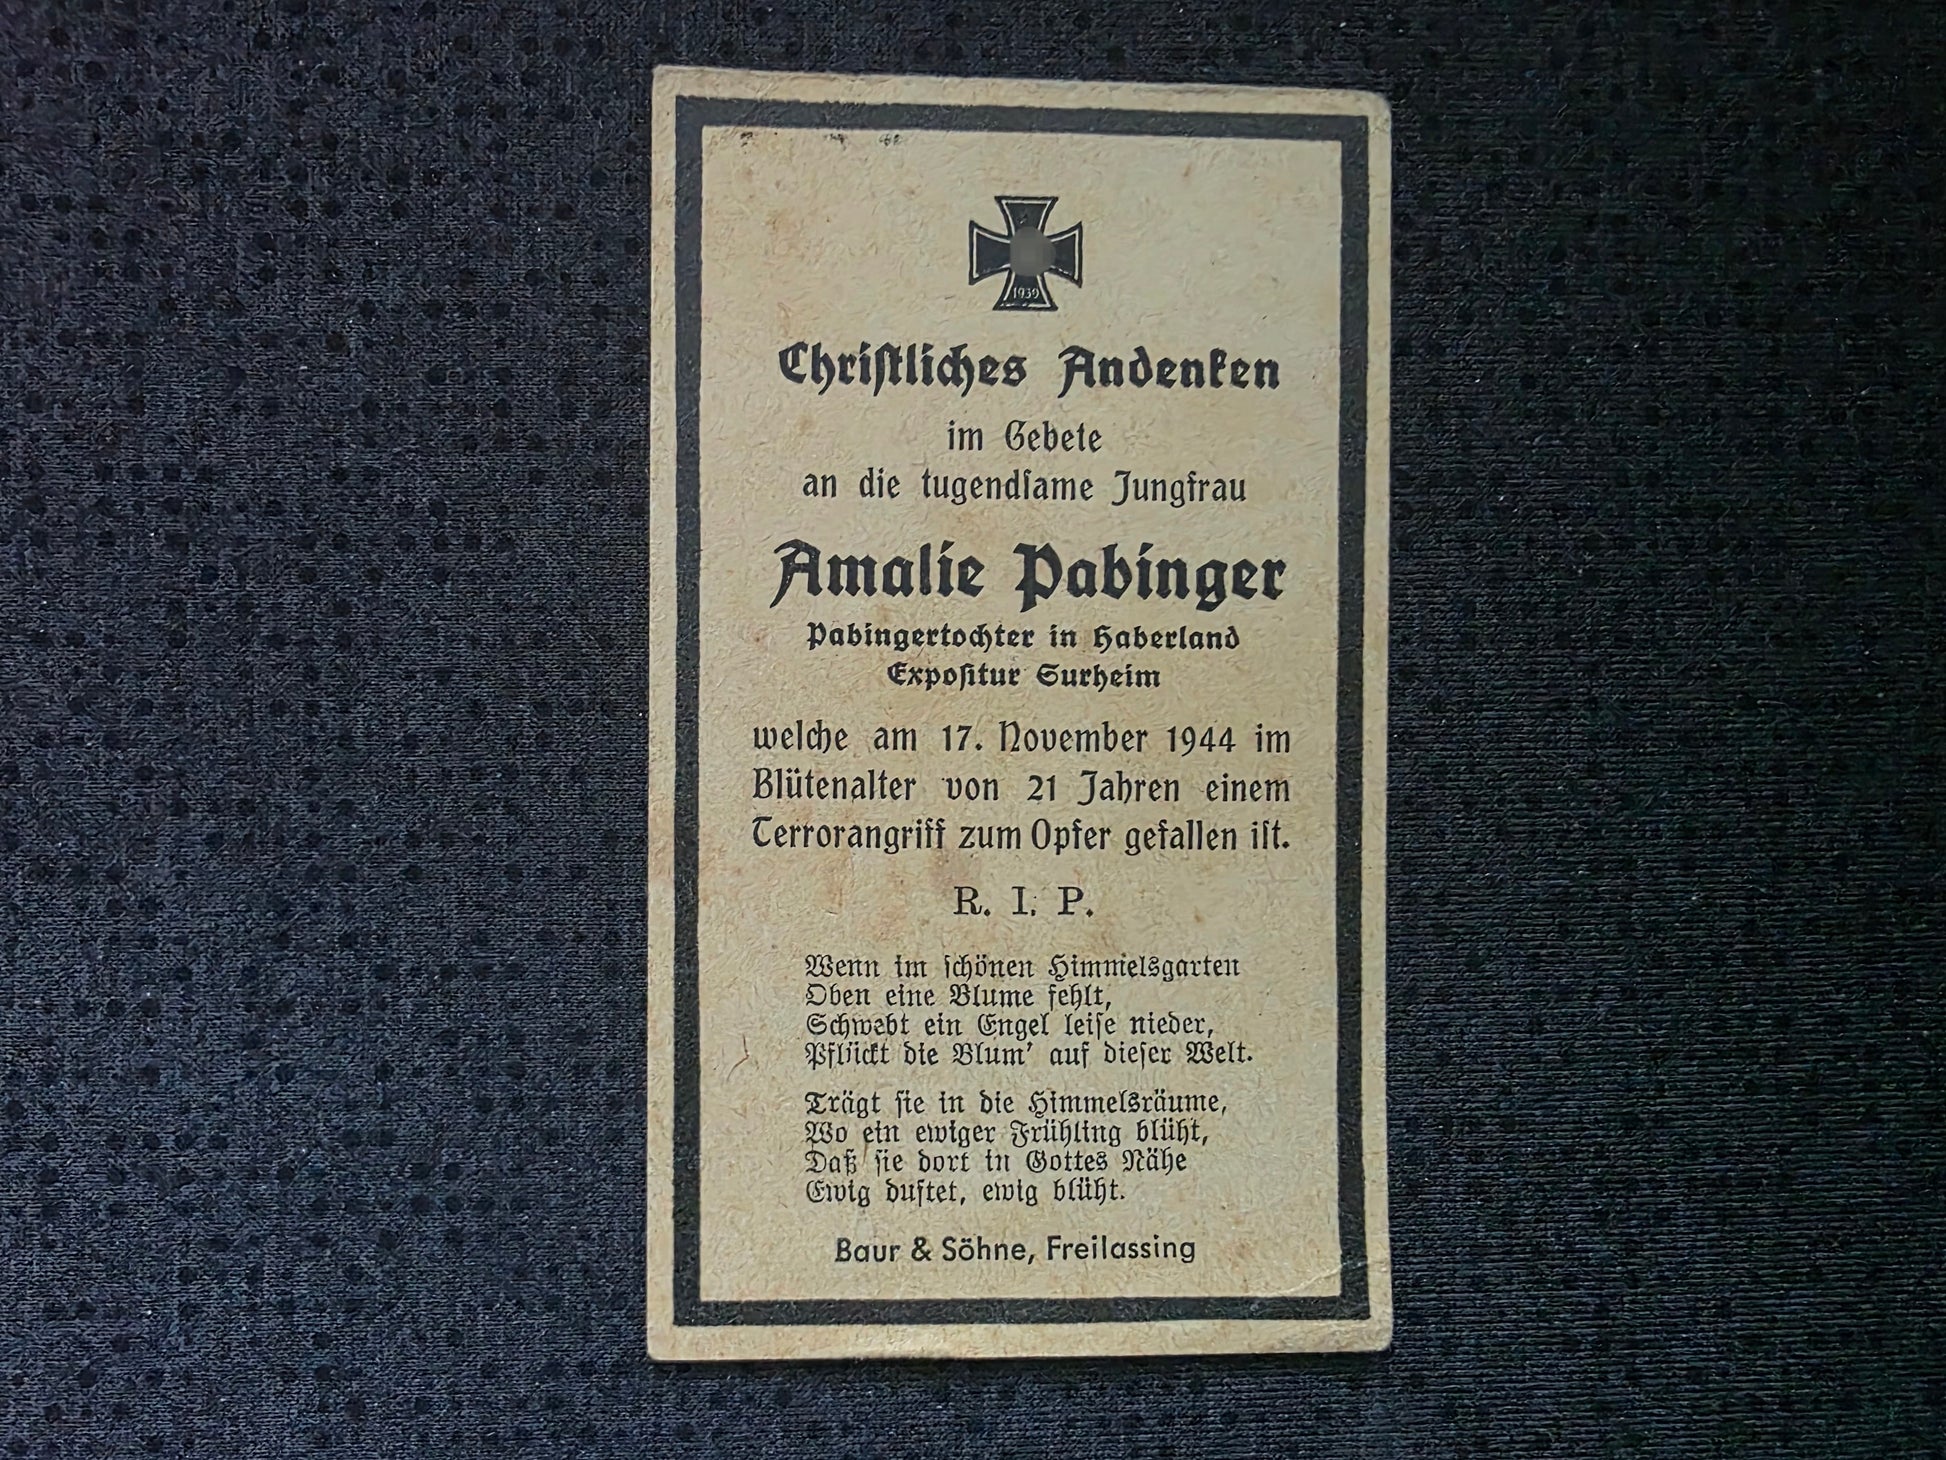 1939
Christliches Andenken
im Gebete
an die tugendsame Jungfrau
Amalie Pabinger
Pabingertochter in Haberland
Expositur Surheim
welche am 17. November 1944 im
Blütenalter von 21 Jahren einem
Terrorangriff zum Opfer gefallen ist.
R. I. P.
Wenn im schönen Himmelsgarten
Oben eine Blume fehlt,
Schwebt ein Engel leise nieder,
Pflückt die Blum' auf dieser Welt.
Trägt sie in die Himmelsräume,
Wo ein ewiger Frühling blüht,
Daß sie dort in Gottes Nähe
Ewig duftet, ewig blüht.
Baur & Söhne, Freilassing